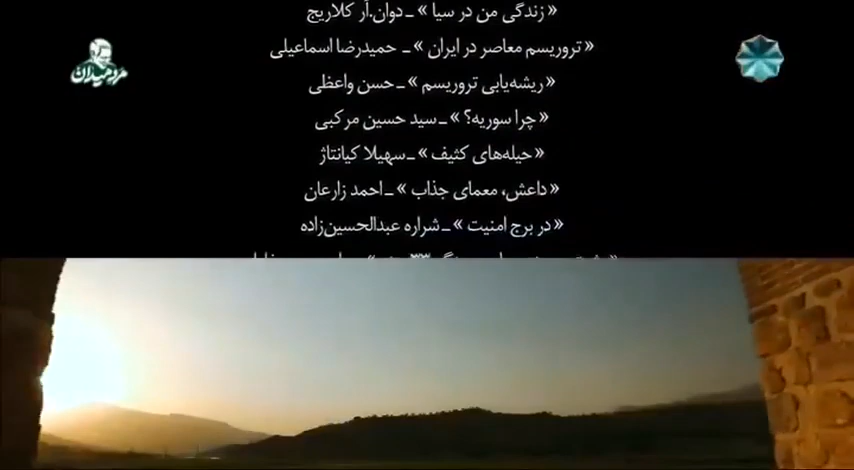 مرد میدان
«زندگی من در سیا»ـ دوان.آر کلاریج
«تروریسم معاصر در ایران»ـ حمیدرضا اسماعیلی
«ریشه‌یابی تروریسم»ـ حسن واعظی
«چرا سوریه؟»ـ سید حسین مرکبی
«حیله‌های کثیف»ـ سهیلا کیانتاژ
«داعش، معمای جذاب»ـ احمد زارعان
«در برج امنیت»ـ شراره عبدالحسین‌زاده